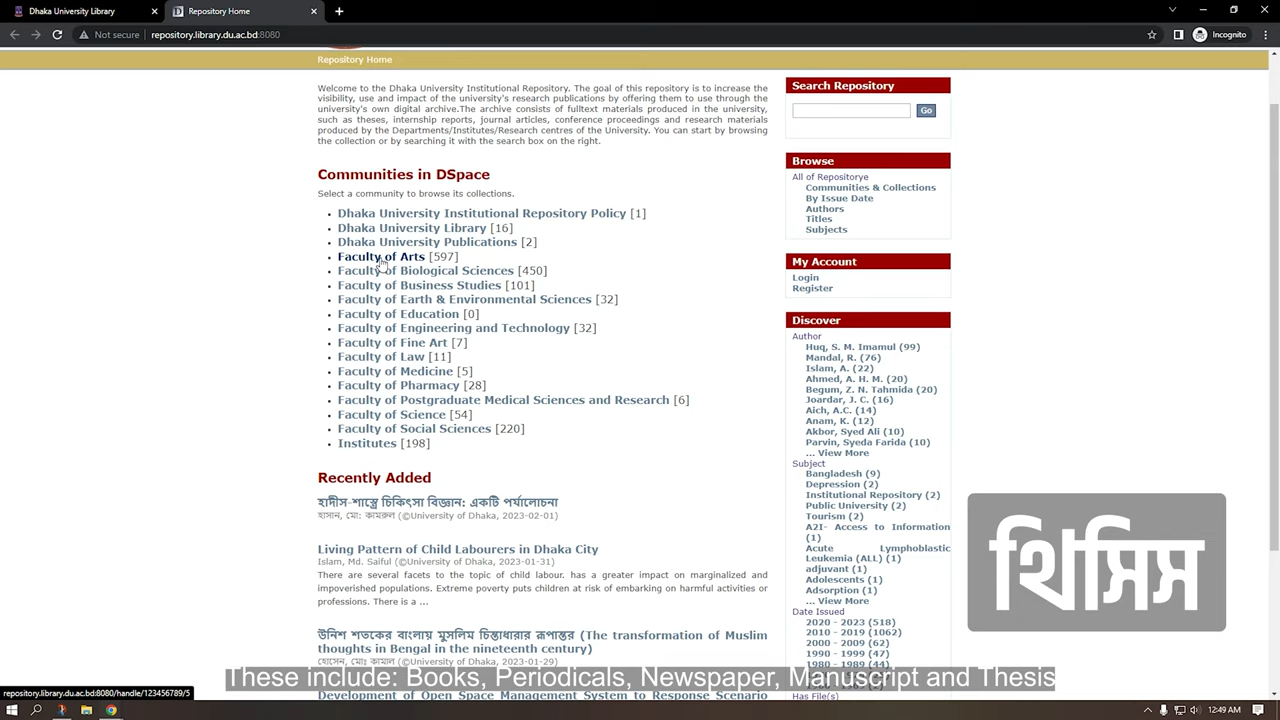 Dhaka University Library
Repository Home
Not secure
repository.library.du.ac.bd:8080
Incognito
Repository Home
Welcome to the Dhaka University Institutional Repository. The goal of this repository is to increase the
visibility, use and impact of the university's research publications by offering them to use through the
university's own digital archive.The archive consists of fulltext materials produced in the university,
such as theses, internship reports, journal articles, conference proceedings and research materials
produced by the Departments/Institutes/Research centres of the University. You can start by browsing
the collection or by searching it with the search box on the right.
Communities in DSpace
Select a community to browse its collections.
Dhaka University Institutional Repository Policy [1]
Dhaka University Library [16]
Dhaka University Publications [2]
Faculty of Arts [597]
Faculty of Biological Sciences [450]
Faculty of Business Studies [101]
Faculty of Earth & Environmental Sciences [32]
Faculty of Education [0]
Faculty of Engineering and Technology [32]
Faculty of Fine Art [7]
Faculty of Law [11]
Faculty of Medicine [5]
Faculty of Pharmacy [28]
Faculty of Postgraduate Medical Sciences and Research [6]
Faculty of Science [54]
Faculty of Social Sciences [220]
Institutes [198]
Recently Added
হাদীস-শাস্ত্রে চিকিৎসা বিজ্ঞান: একটি পর্যালোচনা
হাসান, মো: কামরুল (©University of Dhaka, 2023-02-01)
Living Pattern of Child Labourers in Dhaka City
Islam, Md. Saiful (©University of Dhaka, 2023-01-31)
There are several facets to the topic of child labour. has a greater impact on marginalized and
impoverished populations. Extreme poverty puts children at risk of embarking on harmful activities or
professions. There is a ...
উনিশ শতকের বাংলায় মুসলিম চিন্তাধারার রূপান্তর (The transformation of Muslim
thoughts in Bengal in the nineteenth century)
হোসেন, মোঃ কামাল (©University of Dhaka, 2023-01-29)
Development of Open Space Management System to Response Scenario
Search Repository
Go
Browse
All of Repositorye
Communities & Collections
By Issue Date
Authors
Titles
Subjects
My Account
Login
Register
Discover
Author
Huq, S. M. Imamul (99)
Mandal, R. (76)
Islam, A. (22)
Ahmed, A. H. M. (20)
Begum, Z. N. Tahmida (20)
Joardar, J. C. (16)
Aich, A.C. (14)
Anam, K. (12)
Akbor, Syed Ali (10)
Parvin, Syeda Farida (10)
... View More
Subject
Bangladesh (9)
Depression (2)
Institutional Repository (2)
Public University (2)
Tourism (2)
A2I- Access to Information
(1)
Acute Lymphoblastic
Leukemia (ALL) (1)
adjuvant (1)
Adolescents (1)
Adsorption (1)
... View More
Date Issued
2020 - 2023 (518)
2010 - 2019 (1062)
2000 - 2009 (62)
1990 - 1999 (47)
1980 - 1989 (44)
Has File(s)
থিসিস
These include: Books, Periodicals, Newspaper, Manuscript and Thesis
repository.library.du.ac.bd:8080/handle/123456789/5
12:49 AM